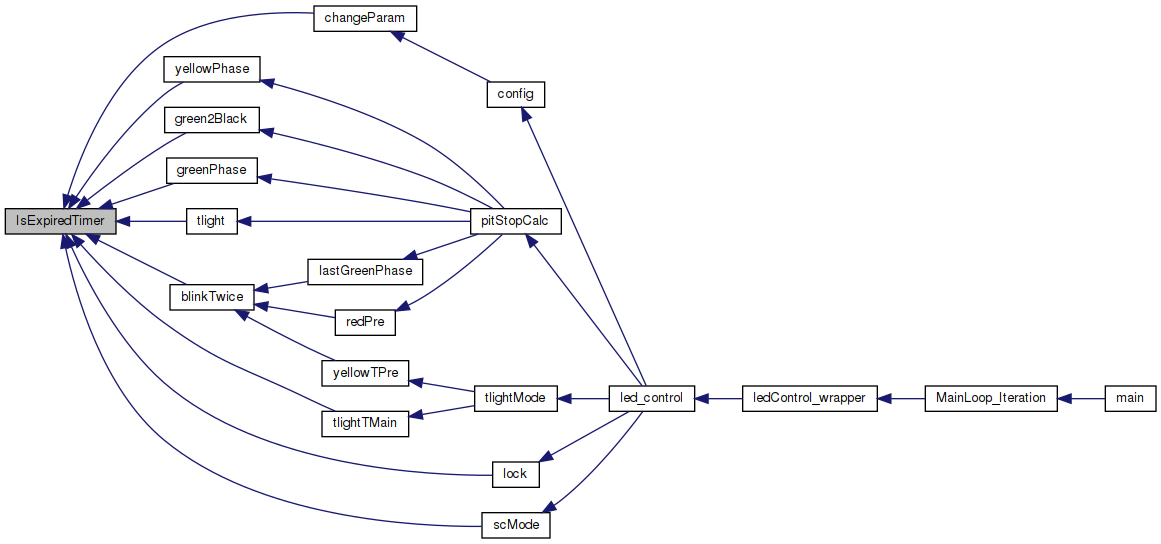 changeParam
yellowPhase
config
green2Black
greenPhase
IsExpiredTimer
tlight
pitStopCalc
lastGreenPhase
blinkTwice
redPre
yellowTPre
tlightMode
led_control
ledControl_wrapper
MainLoop_Iteration
main
tlightTMain
lock
scMode